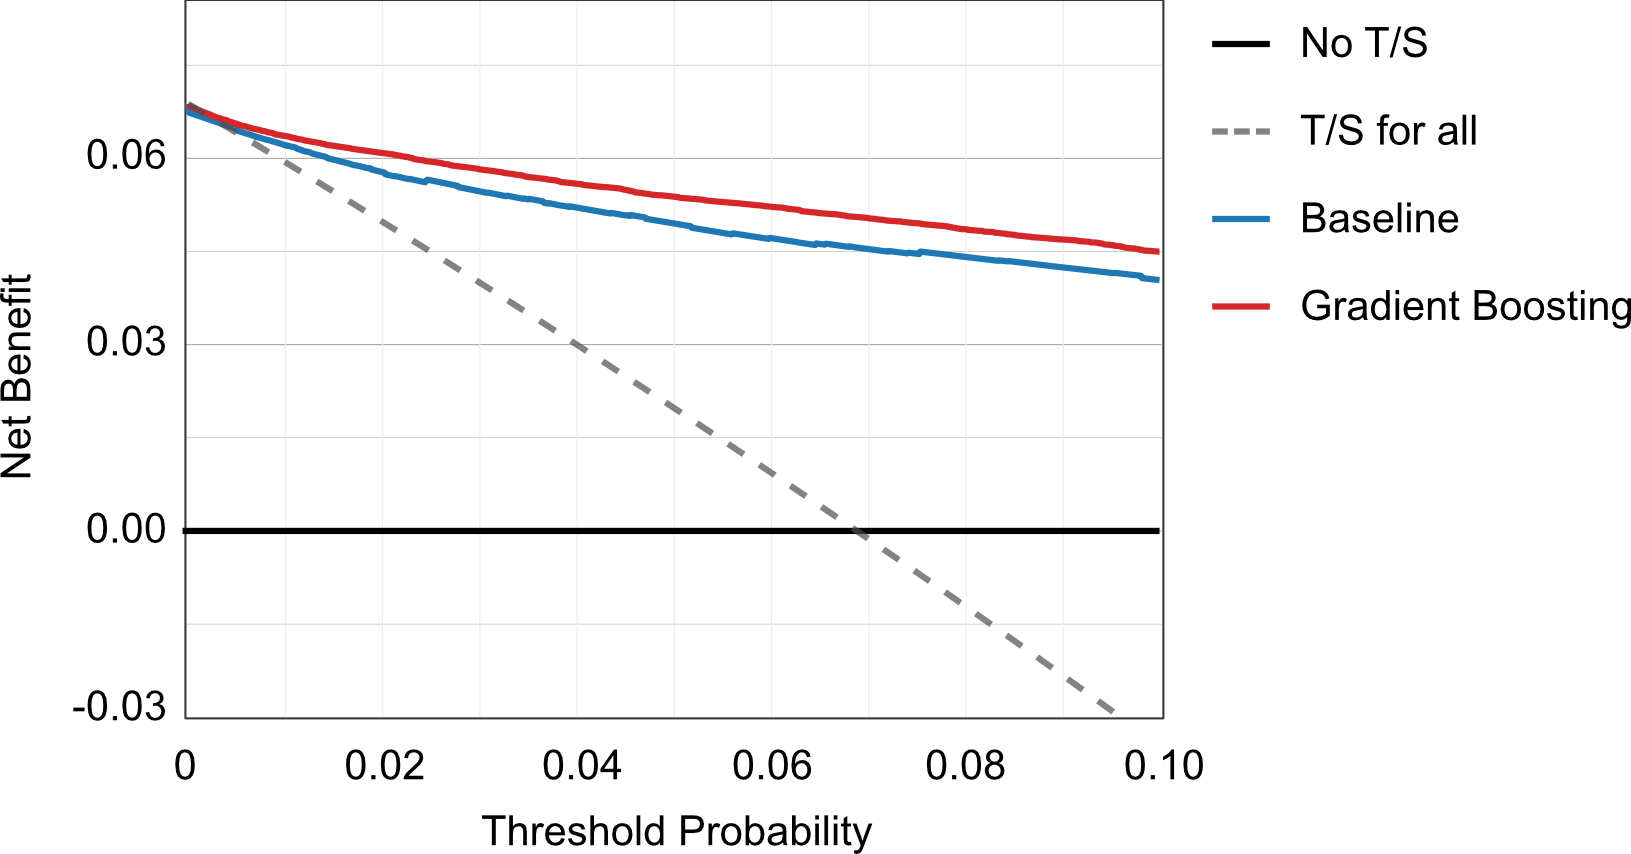 Net Benefit
0.06
0.03
0.00
-0.03
0 0.02 0.04 0.06 0.08 0.10
Threshold Probability
No T/S
T/S for all
Baseline
Gradient Boosting